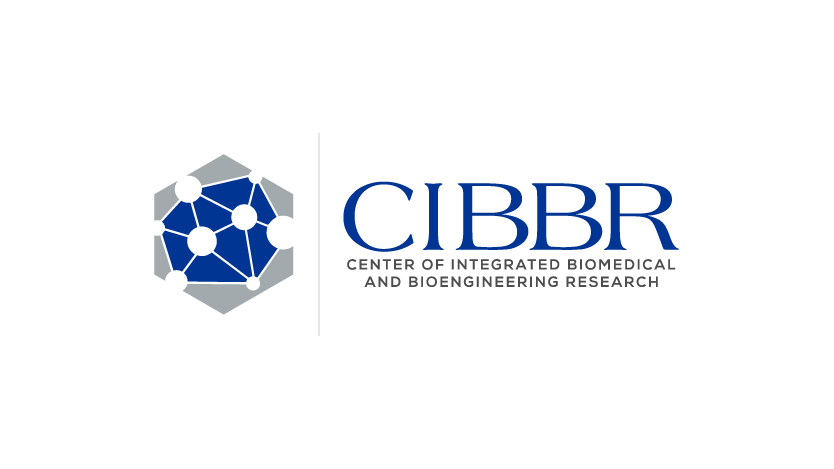 CIBBR
CENTER OF INTEGRATED BIOMEDICAL
AND BIOENGINEERING RESEARCH